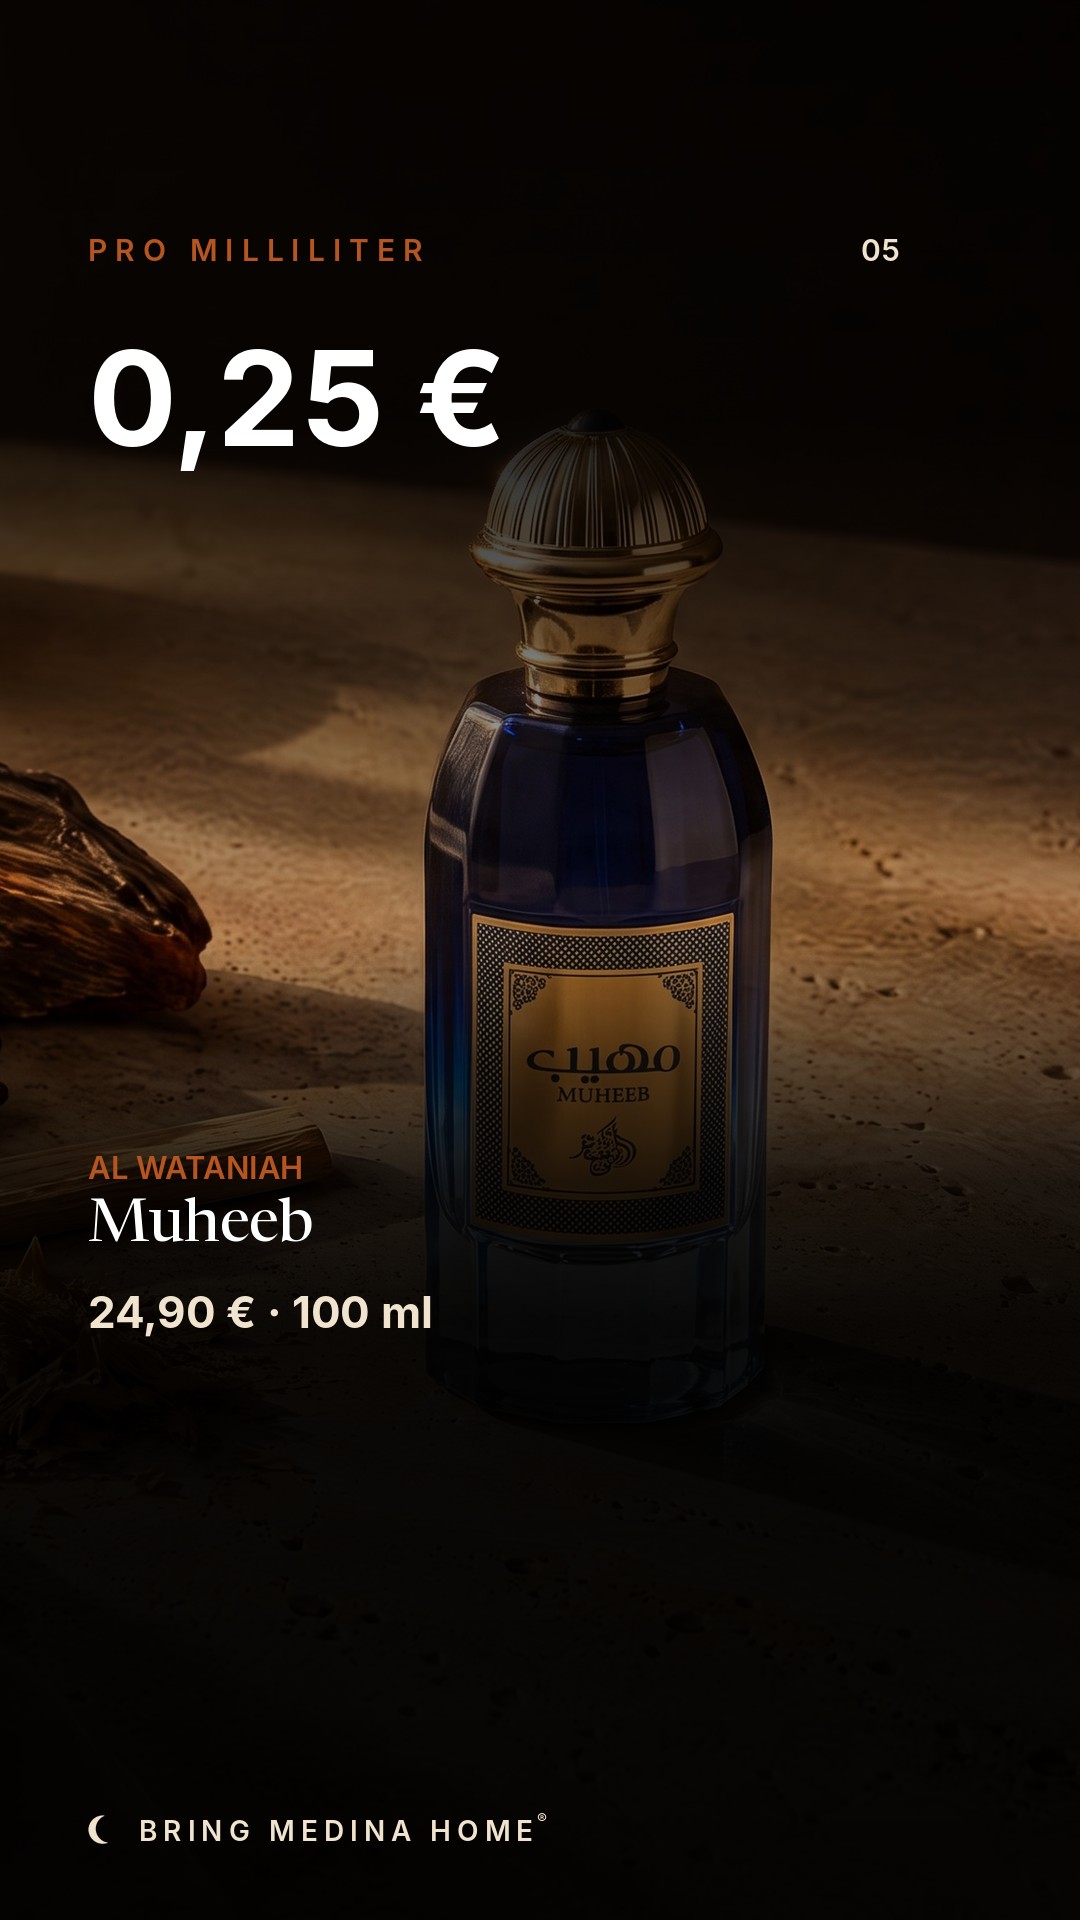 PRO MILLILITER
05
0,25 €
مهيب
MUHEEB
AL WATANIAH
Muheeb
24,90 € · 100 ml
BRING MEDINA HOME®